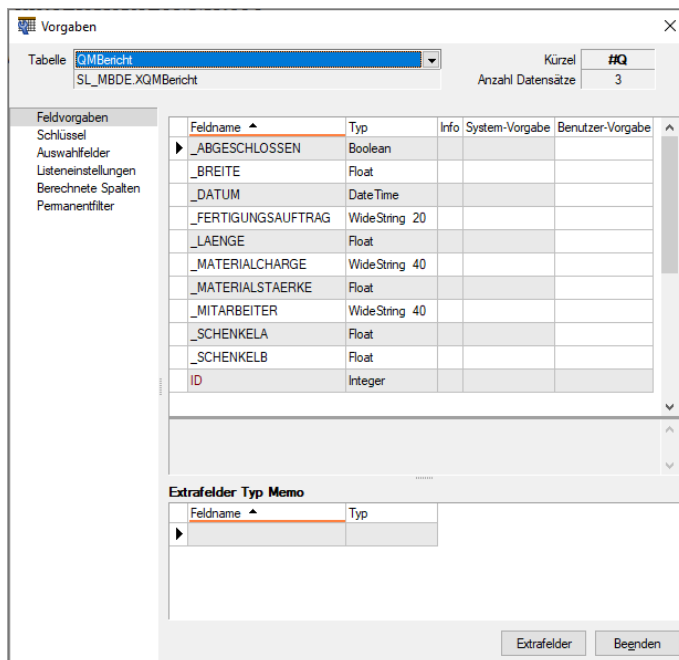 Vorgaben
Tabelle QMBericht Kürzel #Q
SL_MBDE.XQMBericht Anzahl Datensätze 3
Feldvorgaben
Schlüssel
Auswahlfelder
Listeneinstellungen
Berechnete Spalten
Permanentfilter
Feldname Typ Info System-Vorgabe Benutzer-Vorgabe
_ABGESCHLOSSEN Boolean
_BREITE Float
_DATUM DateTime
_FERTIGUNGSAUFTRAG WideString 20
_LAENGE Float
_MATERIALCHARGE WideString 40
_MATERIALSTAERKE Float
_MITARBEITER WideString 40
_SCHENKELA Float
_SCHENKELB Float
ID Integer
Extrafelder Typ Memo
Feldname Typ
Extrafelder Beenden